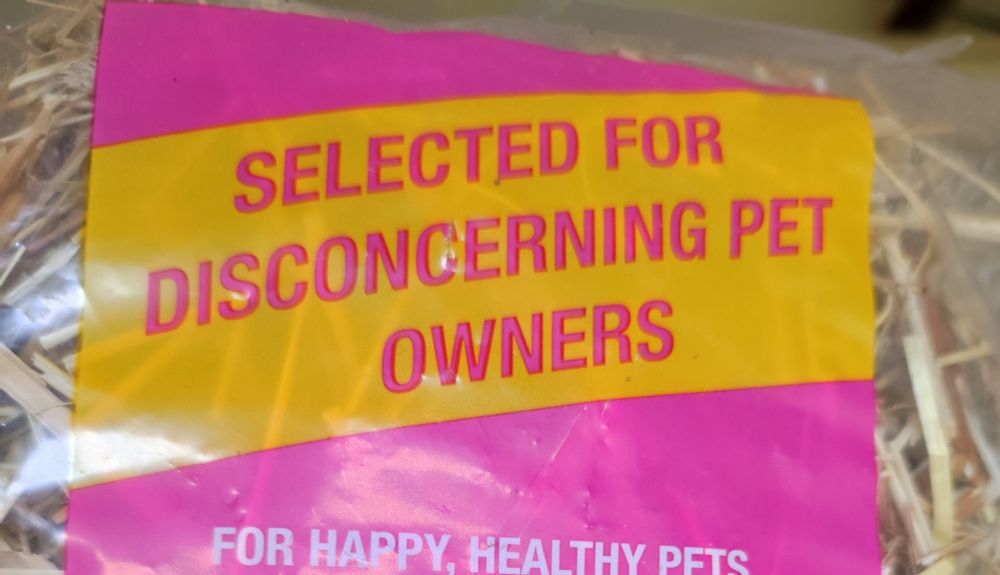 SELECTED FOR
DISCONCERNING PET
OWNERS
FOR HAPPY, HEALTHY PETS